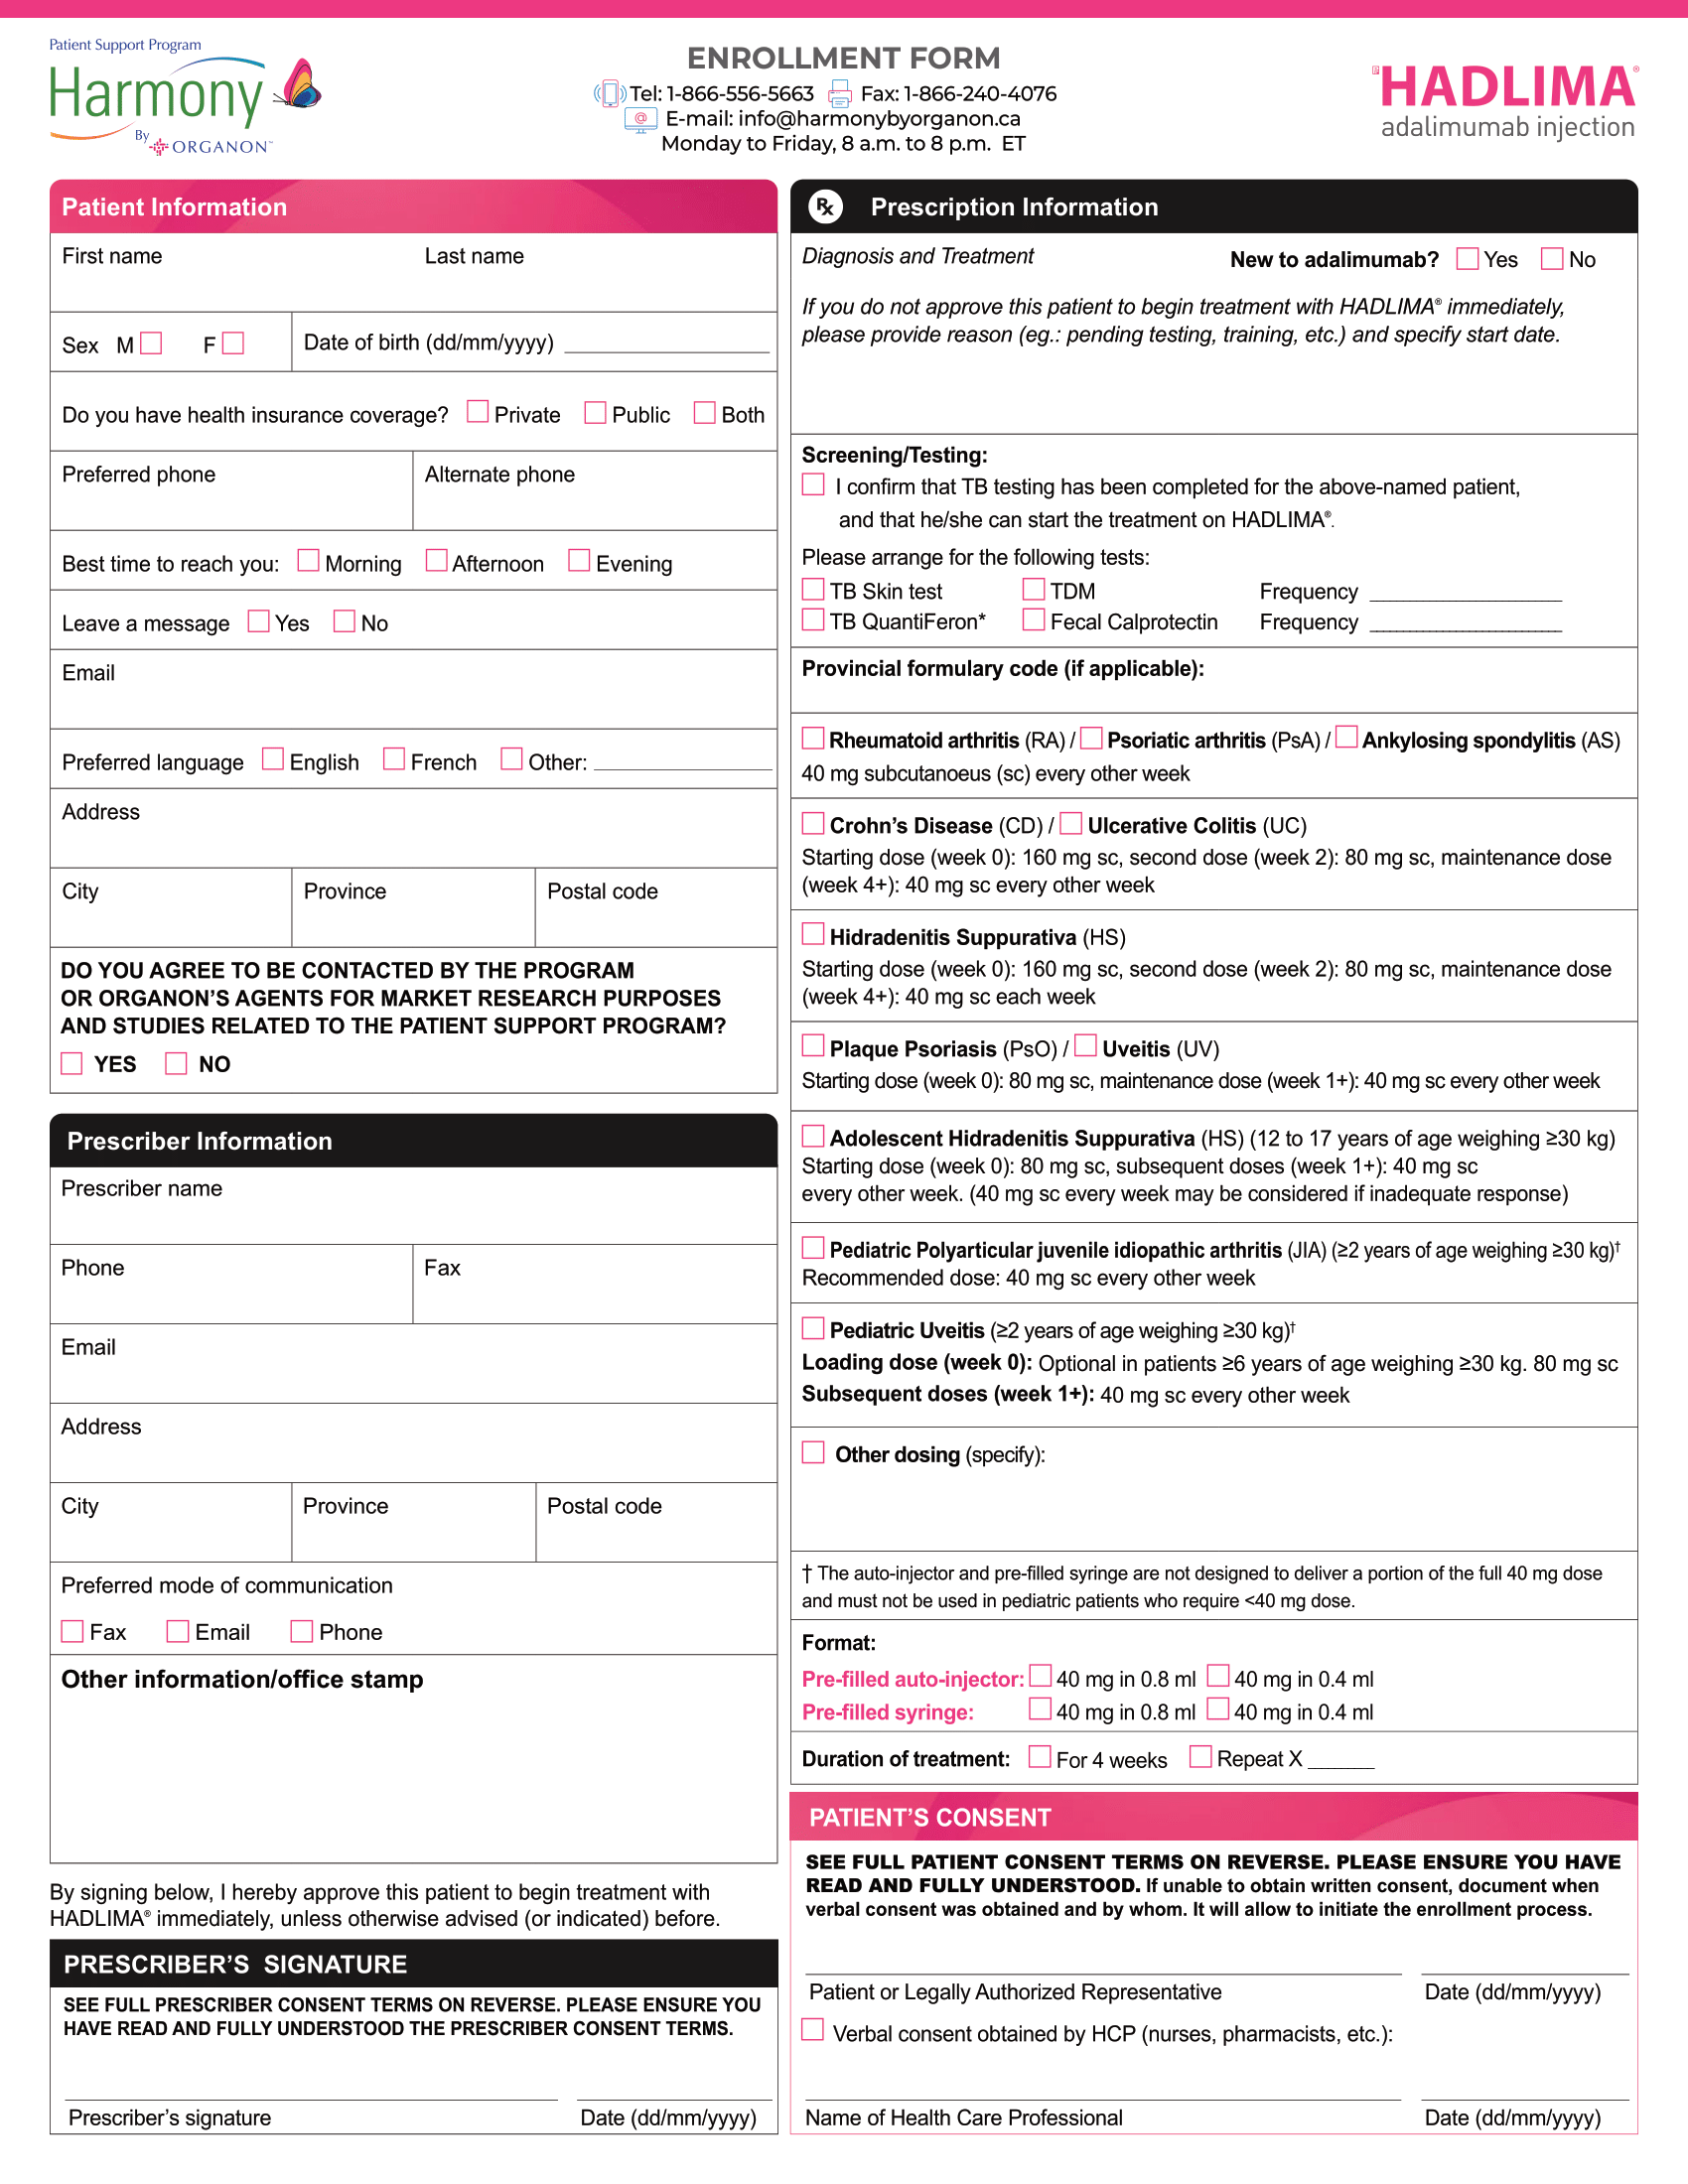 Patient Support Program
Harmony
By ORGANON™
ENROLLMENT FORM
Tel: 1-866-556-5663 Fax: 1-866-240-4076
E-mail: info@harmonybyorganon.ca
Monday to Friday, 8 a.m. to 8 p.m. ET
HADLIMA®
adalimumab injection
Patient Information
First name Last name
Sex M F Date of birth (dd/mm/yyyy)
Do you have health insurance coverage? Private Public Both
Preferred phone Alternate phone
Best time to reach you: Morning Afternoon Evening
Leave a message Yes No
Email
Preferred language English French Other:
Address
City Province Postal code
DO YOU AGREE TO BE CONTACTED BY THE PROGRAM
OR ORGANON'S AGENTS FOR MARKET RESEARCH PURPOSES
AND STUDIES RELATED TO THE PATIENT SUPPORT PROGRAM?
YES NO
Prescriber Information
Prescriber name
Phone Fax
Email
Address
City Province Postal code
Preferred mode of communication
Fax Email Phone
Other information/office stamp
By signing below, I hereby approve this patient to begin treatment with
HADLIMA® immediately, unless otherwise advised (or indicated) before.
PRESCRIBER'S SIGNATURE
SEE FULL PRESCRIBER CONSENT TERMS ON REVERSE. PLEASE ENSURE YOU
HAVE READ AND FULLY UNDERSTOOD THE PRESCRIBER CONSENT TERMS.
Prescriber's signature Date (dd/mm/yyyy)
Rx Prescription Information
Diagnosis and Treatment New to adalimumab? Yes No
If you do not approve this patient to begin treatment with HADLIMA® immediately,
please provide reason (eg.: pending testing, training, etc.) and specify start date.
Screening/Testing:
I confirm that TB testing has been completed for the above-named patient,
and that he/she can start the treatment on HADLIMA®.
Please arrange for the following tests:
TB Skin test TDM Frequency
TB QuantiFeron* Fecal Calprotectin Frequency
Provincial formulary code (if applicable):
Rheumatoid arthritis (RA) / Psoriatic arthritis (PsA) / Ankylosing spondylitis (AS)
40 mg subcutanoeus (sc) every other week
Crohn's Disease (CD) / Ulcerative Colitis (UC)
Starting dose (week 0): 160 mg sc, second dose (week 2): 80 mg sc, maintenance dose
(week 4+): 40 mg sc every other week
Hidradenitis Suppurativa (HS)
Starting dose (week 0): 160 mg sc, second dose (week 2): 80 mg sc, maintenance dose
(week 4+): 40 mg sc each week
Plaque Psoriasis (PsO) / Uveitis (UV)
Starting dose (week 0): 80 mg sc, maintenance dose (week 1+): 40 mg sc every other week
Adolescent Hidradenitis Suppurativa (HS) (12 to 17 years of age weighing ≥30 kg)
Starting dose (week 0): 80 mg sc, subsequent doses (week 1+): 40 mg sc
every other week. (40 mg sc every week may be considered if inadequate response)
Pediatric Polyarticular juvenile idiopathic arthritis (JIA) (≥2 years of age weighing ≥30 kg)†
Recommended dose: 40 mg sc every other week
Pediatric Uveitis (≥2 years of age weighing ≥30 kg)†
Loading dose (week 0): Optional in patients ≥6 years of age weighing ≥30 kg. 80 mg sc
Subsequent doses (week 1+): 40 mg sc every other week
Other dosing (specify):
† The auto-injector and pre-filled syringe are not designed to deliver a portion of the full 40 mg dose
and must not be used in pediatric patients who require <40 mg dose.
Format:
Pre-filled auto-injector: 40 mg in 0.8 ml 40 mg in 0.4 ml
Pre-filled syringe: 40 mg in 0.8 ml 40 mg in 0.4 ml
Duration of treatment: For 4 weeks Repeat X
PATIENT'S CONSENT
SEE FULL PATIENT CONSENT TERMS ON REVERSE. PLEASE ENSURE YOU HAVE
READ AND FULLY UNDERSTOOD. If unable to obtain written consent, document when
verbal consent was obtained and by whom. It will allow to initiate the enrollment process.
Patient or Legally Authorized Representative Date (dd/mm/yyyy)
Verbal consent obtained by HCP (nurses, pharmacists, etc.):
Name of Health Care Professional Date (dd/mm/yyyy)